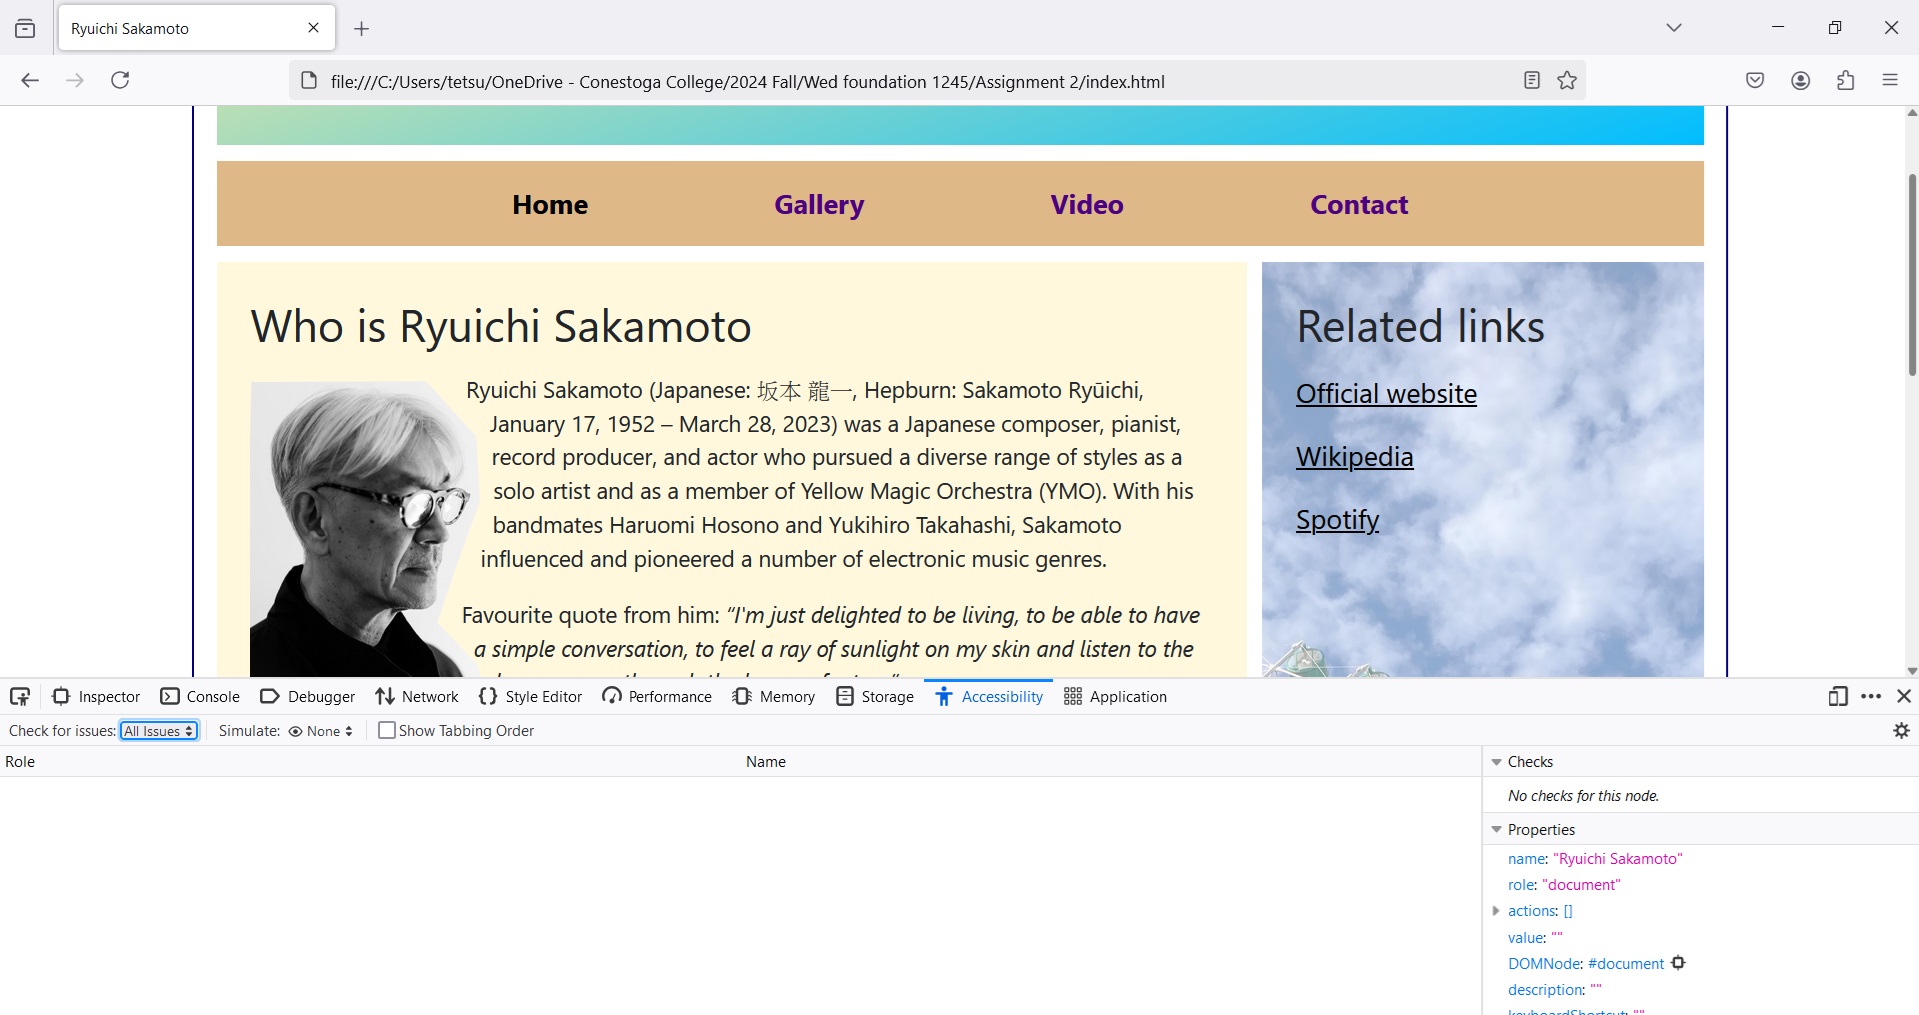 Ryuichi Sakamoto
file:///C:/Users/tetsu/OneDrive - Conestoga College/2024 Fall/Wed foundation 1245/Assignment 2/index.html
Home Gallery Video Contact
Who is Ryuichi Sakamoto
Ryuichi Sakamoto (Japanese: 坂本 龍一, Hepburn: Sakamoto Ryūichi,
January 17, 1952 – March 28, 2023) was a Japanese composer, pianist,
record producer, and actor who pursued a diverse range of styles as a
solo artist and as a member of Yellow Magic Orchestra (YMO). With his
bandmates Haruomi Hosono and Yukihiro Takahashi, Sakamoto
influenced and pioneered a number of electronic music genres.
Favourite quote from him: “I'm just delighted to be living, to be able to have
a simple conversation, to feel a ray of sunlight on my skin and listen to the
Related links
Official website
Wikipedia
Spotify
Inspector Console Debugger Network Style Editor Performance Memory Storage Accessibility Application
Check for issues: All Issues Simulate: None Show Tabbing Order
Role Name
Checks
No checks for this node.
Properties
name: "Ryuichi Sakamoto"
role: "document"
actions: []
value: ""
DOMNode: #document
description: ""
keyboardShortcut: ""